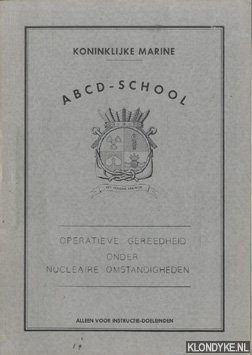 KONINKLIJKE MARINE
ABCD-SCHOOL
OPERATIEVE GEREEDHEID
ONDER
NUCLEAIRE OMSTANDIGHEDEN
ALLEEN VOOR INSTRUCTIE-DOELEINDEN
KLONDYKE.NL